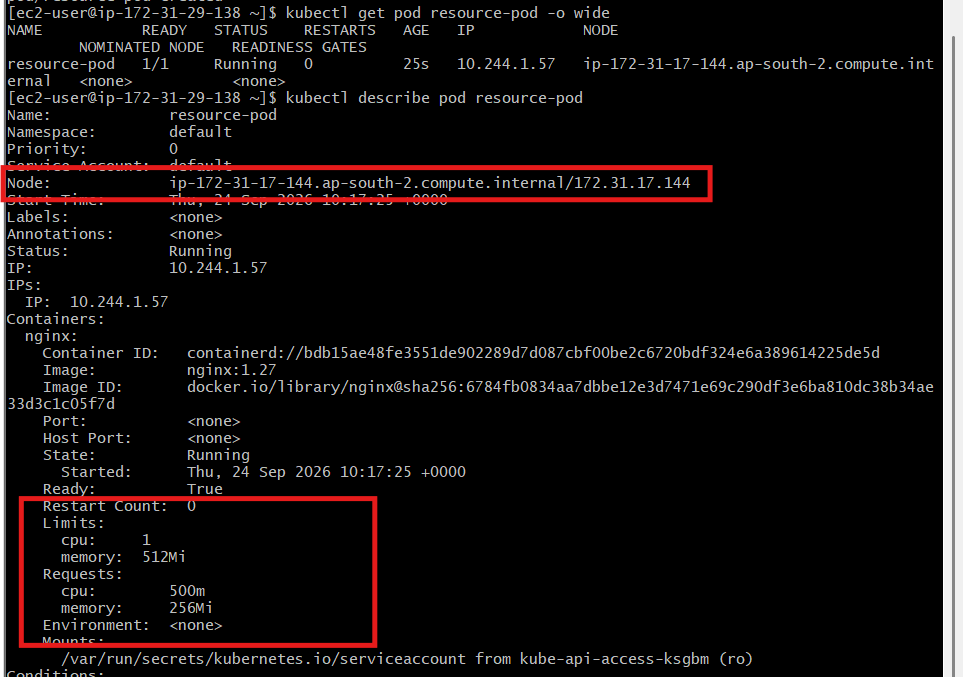 [ec2-user@ip-172-31-29-138 ~]$ kubectl get pod resource-pod -o wide
NAME           READY   STATUS    RESTARTS   AGE   IP            NODE
        NOMINATED NODE   READINESS GATES
resource-pod   1/1     Running   0          25s   10.244.1.57   ip-172-31-17-144.ap-south-2.compute.int
ernal   <none>           <none>
[ec2-user@ip-172-31-29-138 ~]$ kubectl describe pod resource-pod
Name:             resource-pod
Namespace:        default
Priority:         0
Service Account:  default
Node:             ip-172-31-17-144.ap-south-2.compute.internal/172.31.17.144
Start Time:       Thu, 24 Sep 2026 10:17:25 +0000
Labels:           <none>
Annotations:      <none>
Status:           Running
IP:               10.244.1.57
IPs:
  IP:  10.244.1.57
Containers:
  nginx:
    Container ID:   containerd://bdb15ae48fe3551de902289d7d087cbf00be2c6720bdf324e6a389614225de5d
    Image:          nginx:1.27
    Image ID:       docker.io/library/nginx@sha256:6784fb0834aa7dbbe12e3d7471e69c290df3e6ba810dc38b34ae
33d3c1c05f7d
    Port:           <none>
    Host Port:      <none>
    State:          Running
      Started:      Thu, 24 Sep 2026 10:17:25 +0000
    Ready:          True
    Restart Count:  0
    Limits:
      cpu:     1
      memory:  512Mi
    Requests:
      cpu:        500m
      memory:     256Mi
    Environment:  <none>
    Mounts:
      /var/run/secrets/kubernetes.io/serviceaccount from kube-api-access-ksgbm (ro)
Conditions: